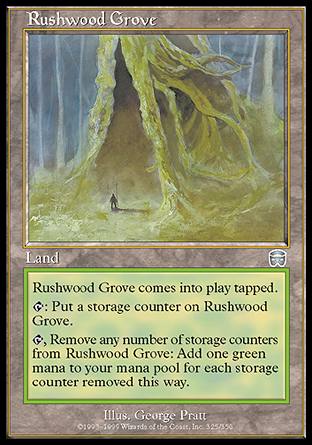 Rushwood Grove
Land
Rushwood Grove comes into play tapped.
: Put a storage counter on Rushwood
Grove.
, Remove any number of storage counters
from Rushwood Grove: Add one green
mana to your mana pool for each storage
counter removed this way.
Illus. George Pratt
©1993-1999 Wizards of the Coast, Inc. 325/350